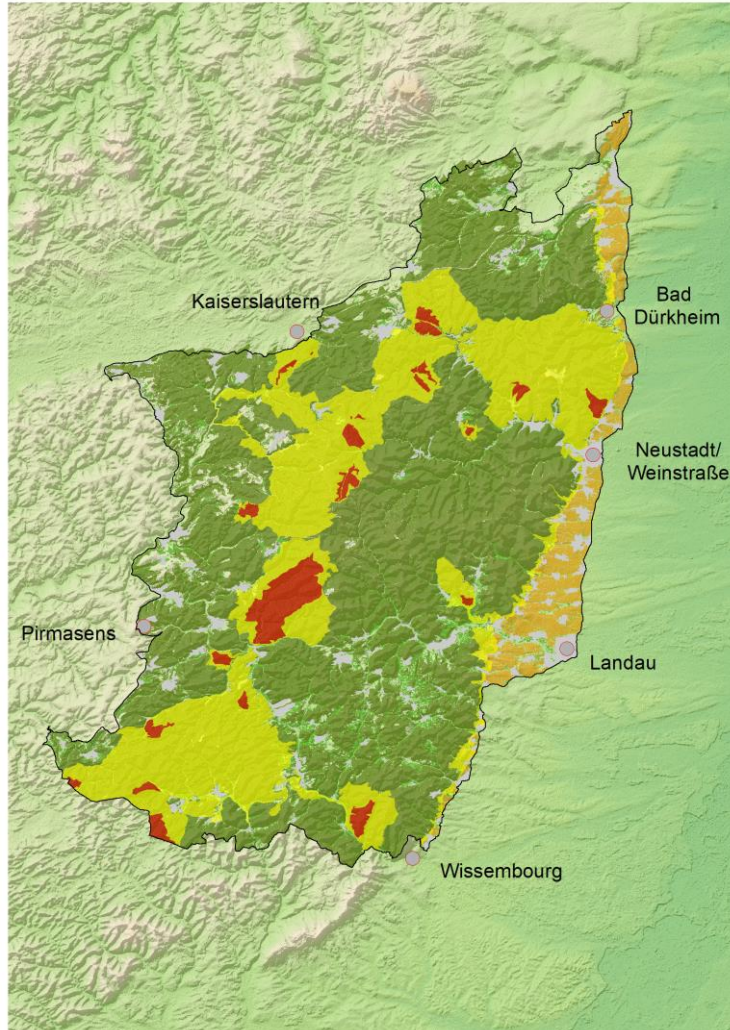 Kaiserslautern
Bad
Dürkheim
Neustadt/
Weinstraße
Pirmasens
Landau
Wissembourg